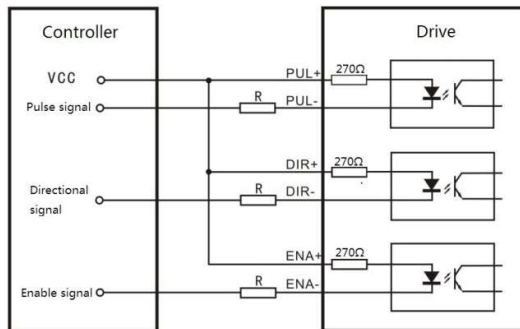 Controller
Drive
VCC
PUL+
270Ω
Pulse signal
R
PUL-
DIR+
270Ω
Directional
signal
R
DIR-
ENA+
270Ω
Enable signal
R
ENA-